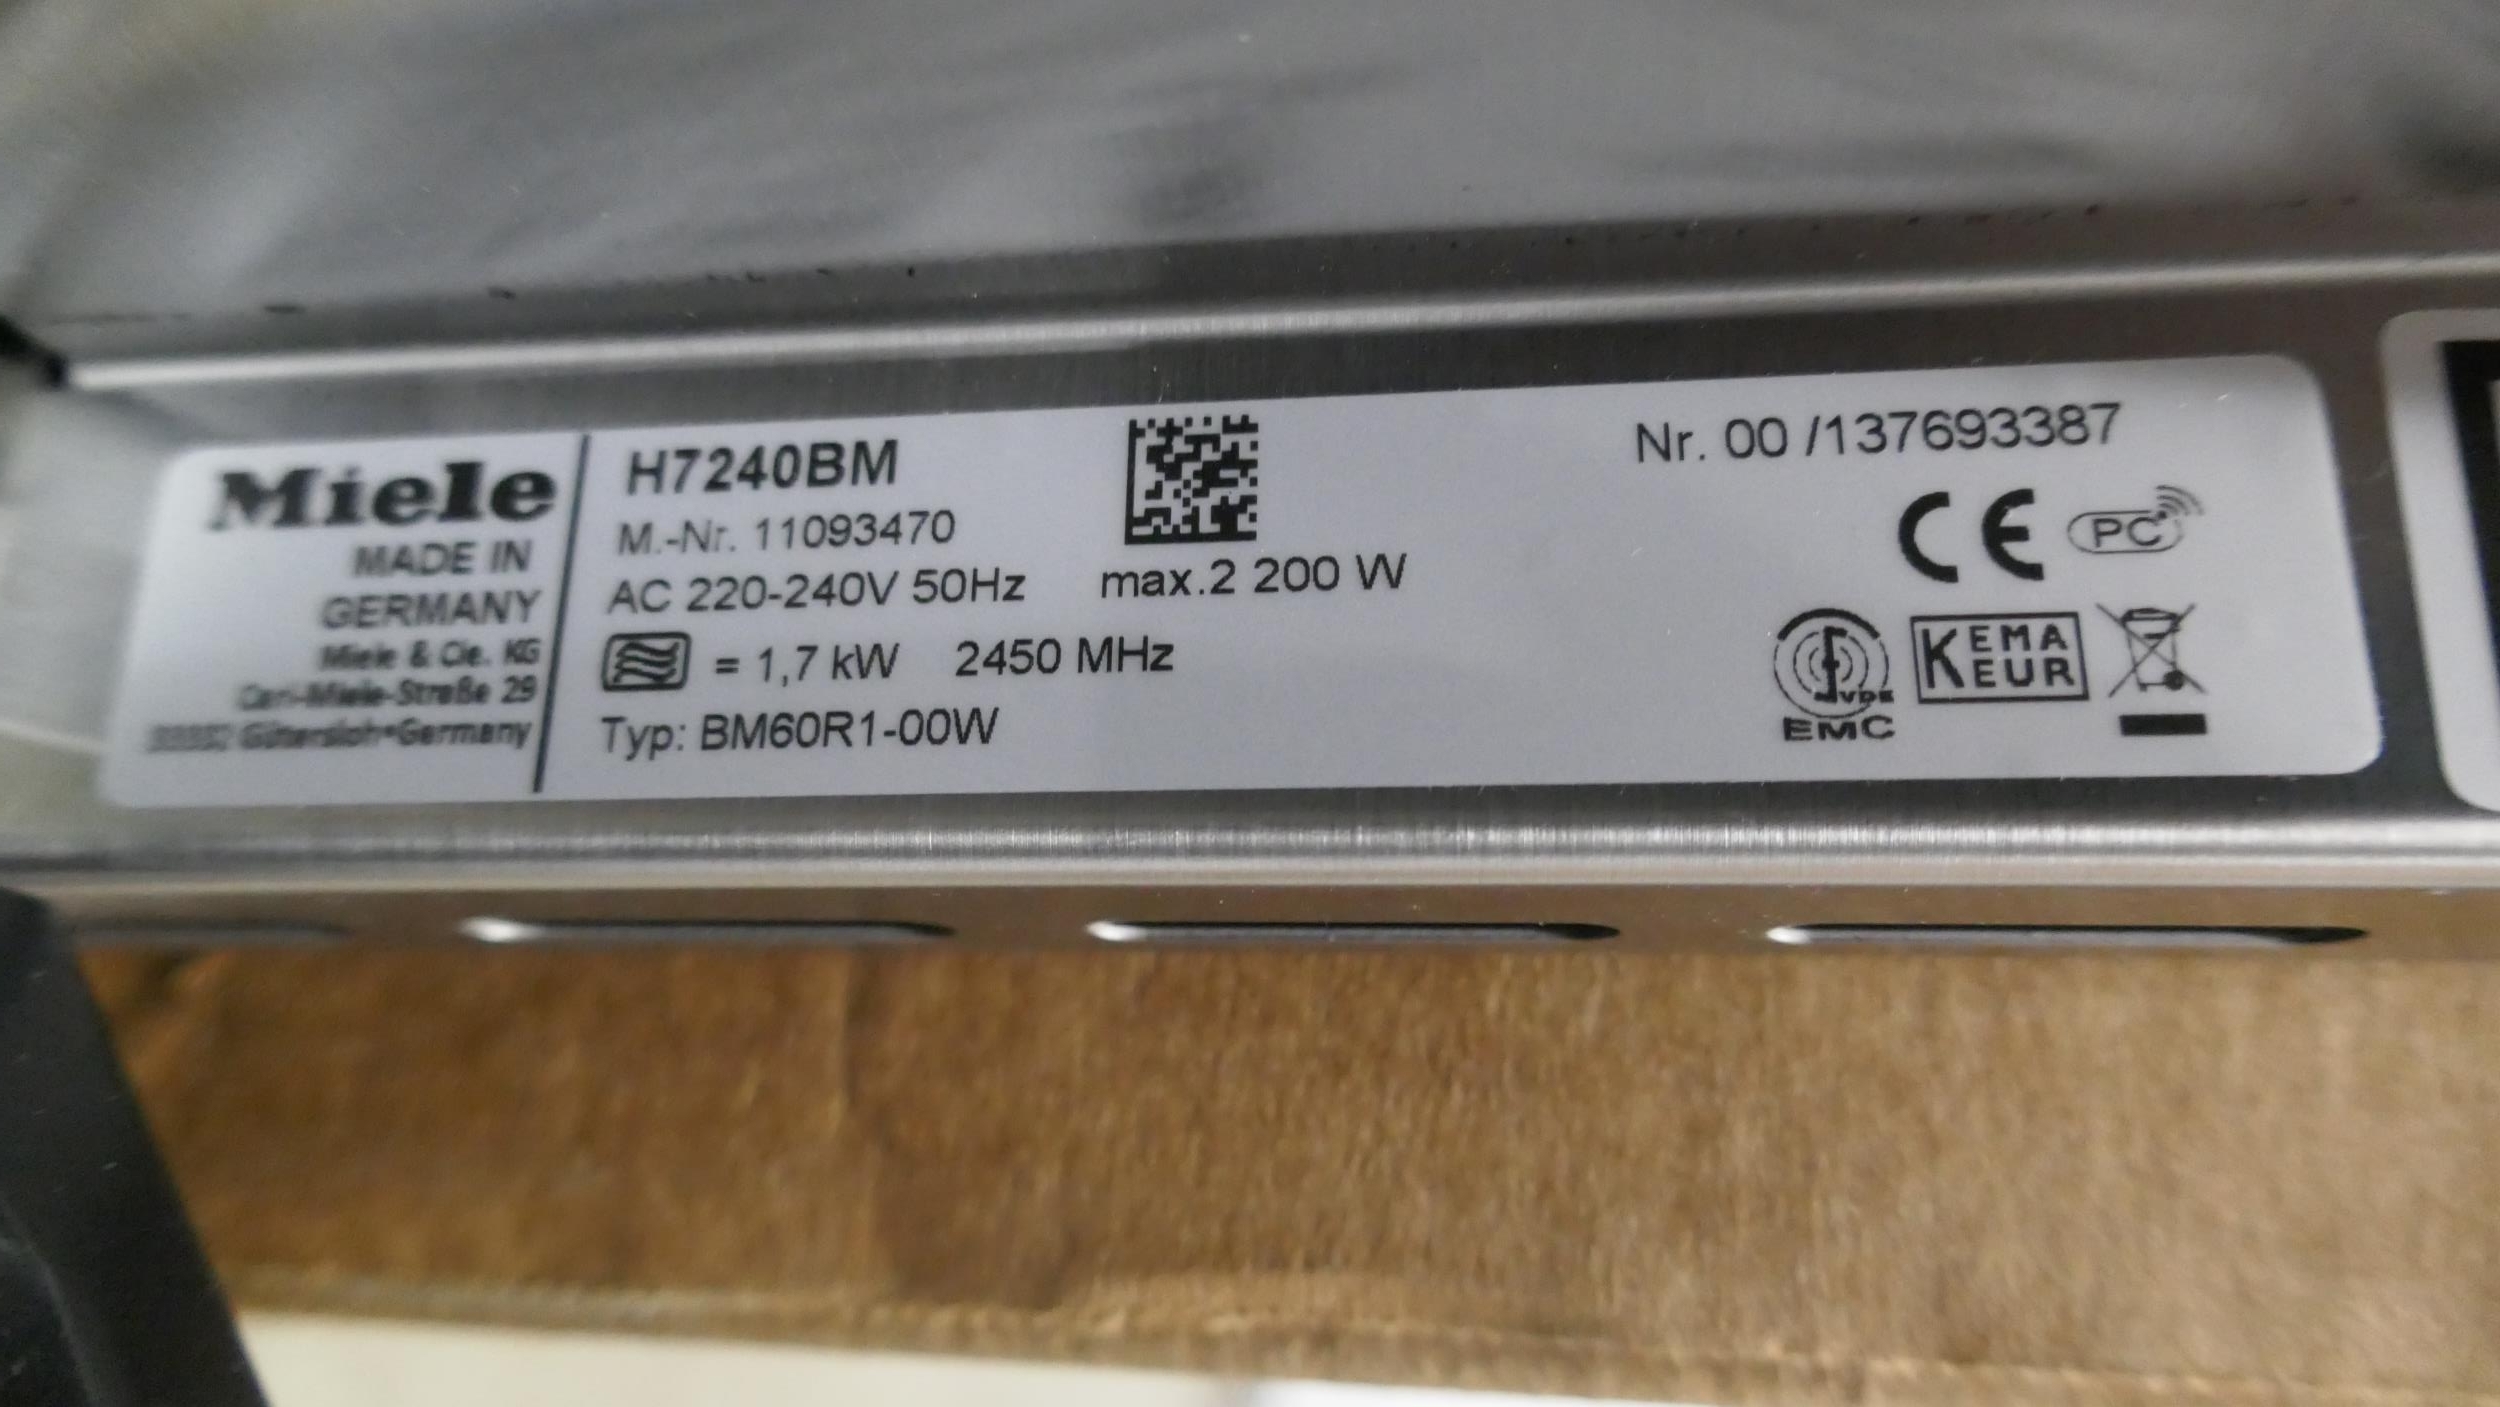 Miele
MADE IN
GERMANY
Miele & Cie. KG
Carl-Miele-Straße 29
Gütersloh•Germany
H7240BM
M.-Nr. 11093470
AC 220-240V 50Hz max.2 200 W
= 1,7 kW 2450 MHz
Typ: BM60R1-00W
Nr. 00 /137693387
CE PC
VDE
EMC
KEMA
EUR